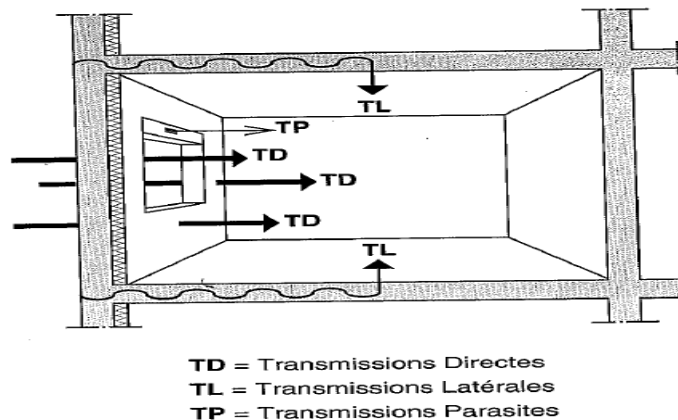 TL
TP
TD
TD
TD
TL
TD = Transmissions Directes
TL = Transmissions Latérales
TP = Transmissions Parasites